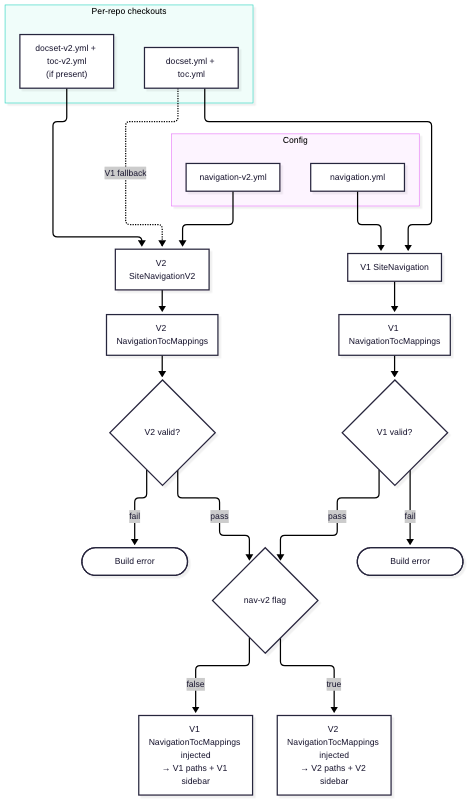 Per-repo checkouts
docset-v2.yml +
toc-v2.yml
(if present)
docset.yml +
toc.yml
Config
V1 fallback
navigation-v2.yml
navigation.yml
V2
SiteNavigationV2
V1 SiteNavigation
V2
NavigationTocMappings
V1
NavigationTocMappings
V2 valid?
V1 valid?
fail
pass
pass
fail
Build error
Build error
nav-v2 flag
false
true
V1
NavigationTocMappings
injected
→ V1 paths + V1
sidebar
V2
NavigationTocMappings
injected
→ V2 paths + V2
sidebar